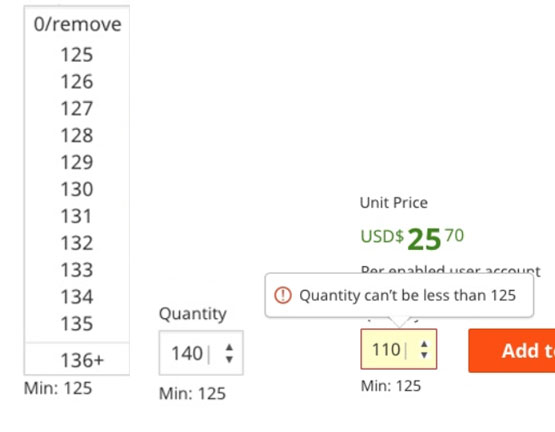 0/remove
125
126
127
128
129
130
131
132
133
134
135
136+
Min: 125
Quantity
140
Min: 125
Unit Price
USD$ 25 70
Per enabled user account
Quantity can't be less than 125
110
Min: 125
Add t